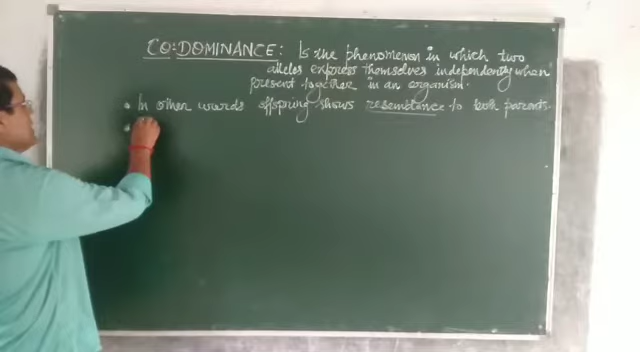 CO-DOMINANCE: Is the phenomenon in which two
alleles express themselves independently when
present together in an organism.
• In other words offspring shows resemblance to both parents.
•